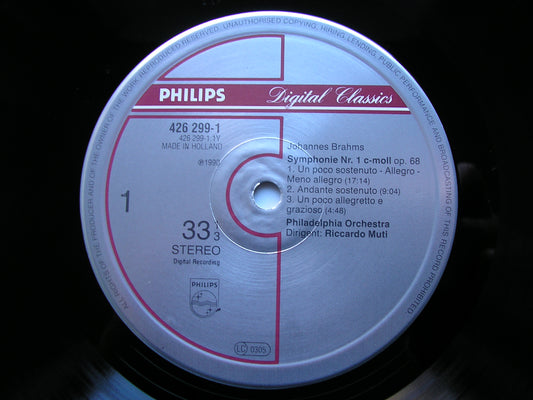 ALL RIGHTS OF THE PRODUCER AND OF THE OWNER OF THE WORK REPRODUCED RESERVED. UNAUTHORISED COPYING, HIRING, LENDING, PUBLIC PERFORMANCE AND BROADCASTING OF THIS RECORD PROHIBITED
PHILIPS
Digital Classics
426 299-1
426 299-1.1Y
MADE IN HOLLAND
℗1990
1
33 1/3
STEREO
Digital Recording
PHILIPS
LC 0305
Johannes Brahms
Symphonie Nr. 1 c-moll op. 68
1. Un poco sostenuto - Allegro -
Meno allegro (17:14)
2. Andante sostenuto (9:04)
3. Un poco allegretto e
grazioso (4:46)
Philadelphia Orchestra
Dirigent: Riccardo Muti